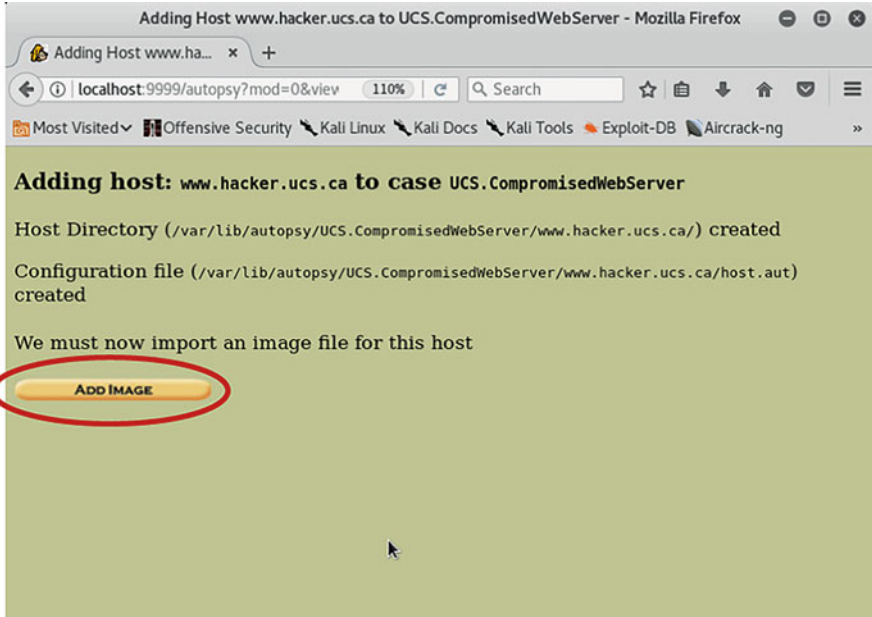 Adding Host www.hacker.ucs.ca to UCS.CompromisedWebServer - Mozilla Firefox
Adding Host www.ha... × +
localhost:9999/autopsy?mod=0&view 110% Search
Most Visited Offensive Security Kali Linux Kali Docs Kali Tools Exploit-DB Aircrack-ng »
Adding host: www.hacker.ucs.ca to case UCS.CompromisedWebServer
Host Directory (/var/lib/autopsy/UCS.CompromisedWebServer/www.hacker.ucs.ca/) created
Configuration file (/var/lib/autopsy/UCS.CompromisedWebServer/www.hacker.ucs.ca/host.aut)
created
We must now import an image file for this host
ADD IMAGE